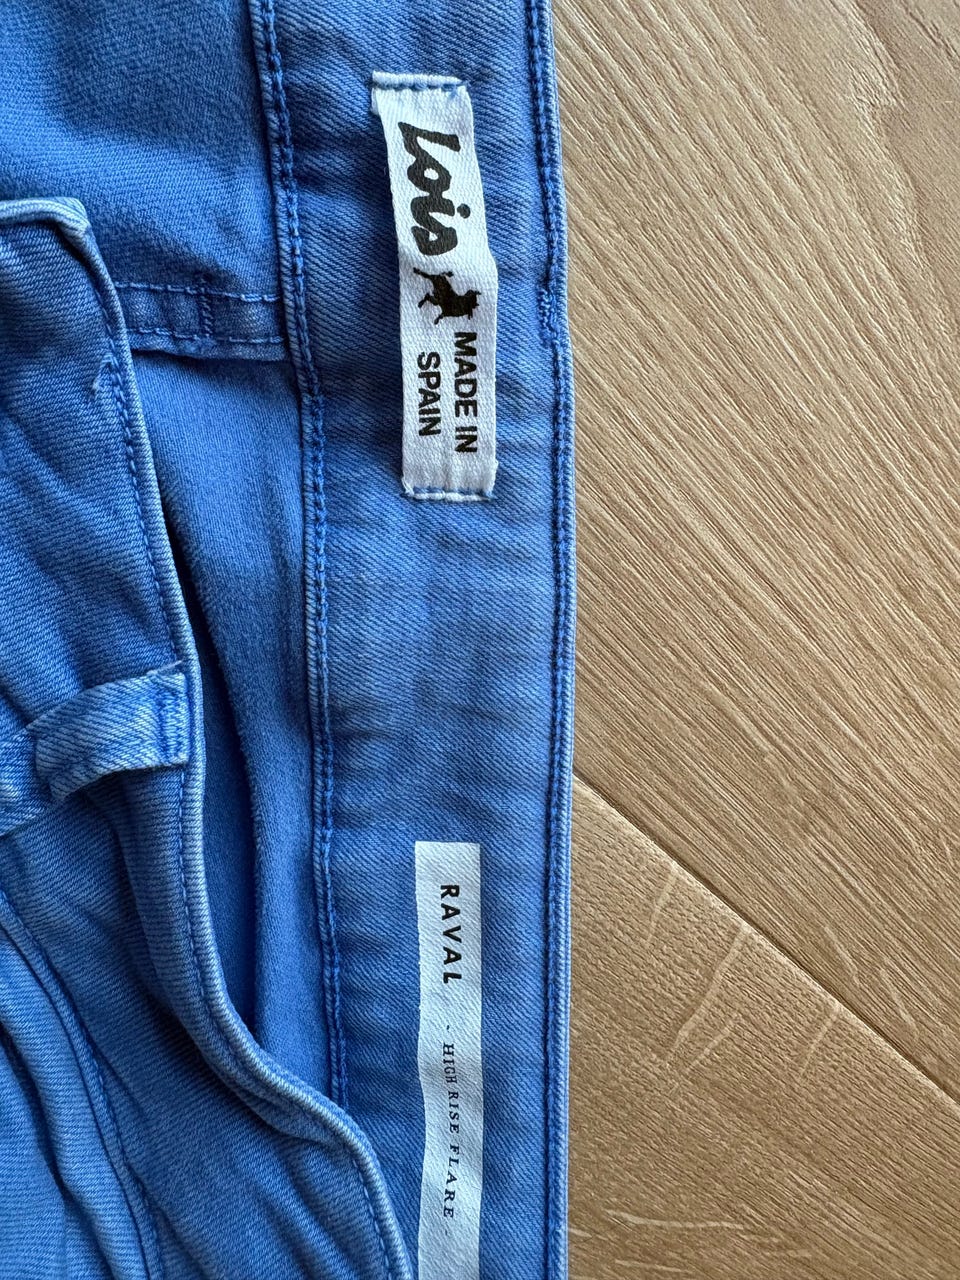 Lois
MADE IN
SPAIN
RAVAL - HIGH RISE FLARE -